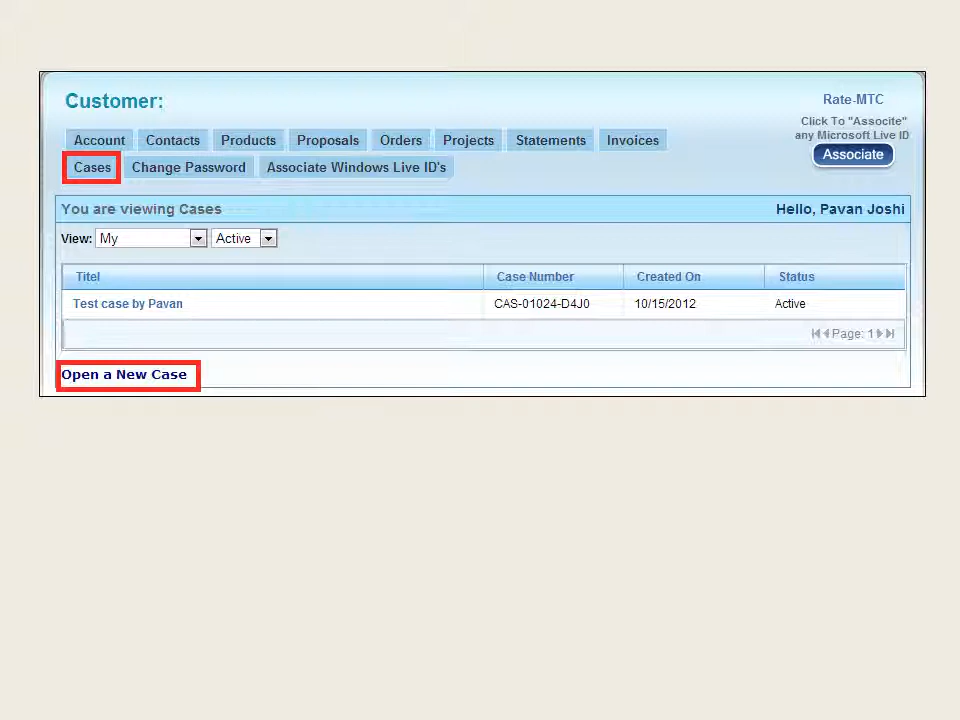 Customer:
Rate-MTC
Click To "Associte"
any Microsoft Live ID
Associate
Account Contacts Products Proposals Orders Projects Statements Invoices
Cases Change Password Associate Windows Live ID's
You are viewing Cases Hello, Pavan Joshi
View: My Active
Titel Case Number Created On Status
Test case by Pavan CAS-01024-D4J0 10/15/2012 Active
Page: 1
Open a New Case